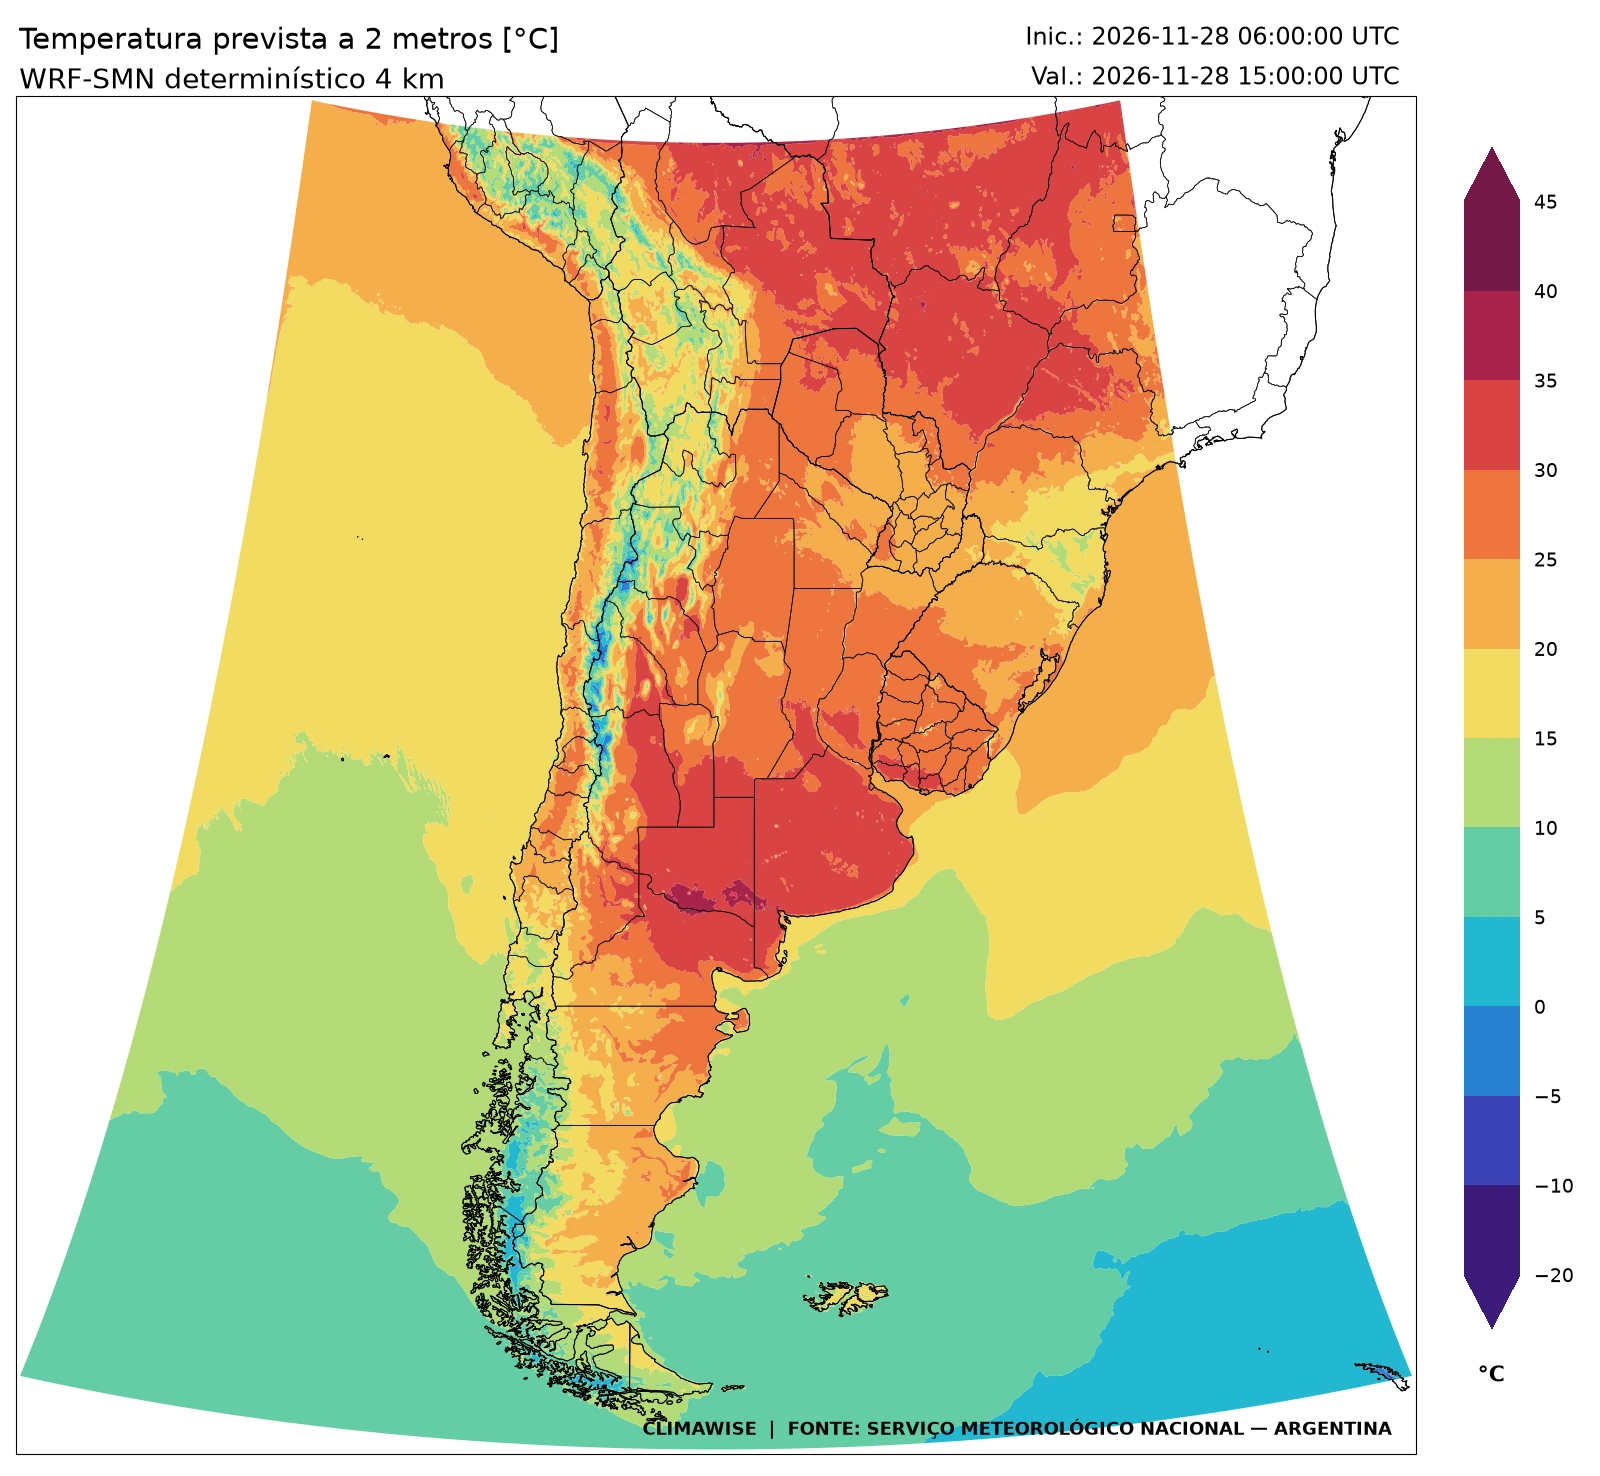 Temperatura prevista a 2 metros [°C]
WRF-SMN determinístico 4 km
Inic.: 2026-11-28 06:00:00 UTC
Val.: 2026-11-28 15:00:00 UTC
45
40
35
30
25
20
15
10
5
0
−5
−10
−20
°C
CLIMAWISE | FONTE: SERVIÇO METEOROLÓGICO NACIONAL — ARGENTINA